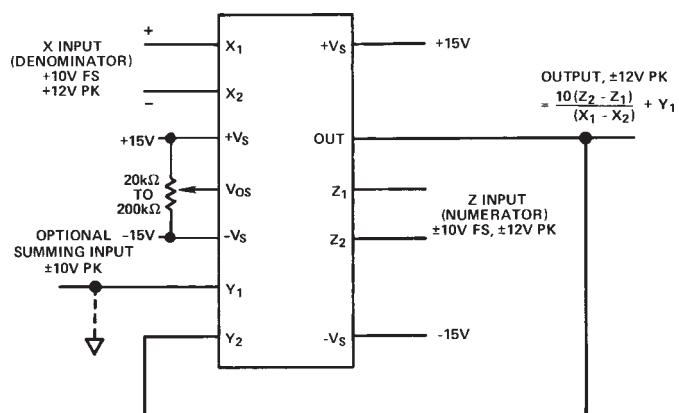 X INPUT
(DENOMINATOR)
+10V FS
+12V PK
+
–
X1
X2
+VS
VOS
-VS
Y1
Y2
+15V
20kΩ
TO
200kΩ
-15V
OPTIONAL
SUMMING INPUT
±10V PK
+VS
OUT
Z1
Z2
-VS
+15V
OUTPUT, ±12V PK
= 10(Z2 - Z1) / (X1 - X2) + Y1
Z INPUT
(NUMERATOR)
±10V FS, ±12V PK
-15V